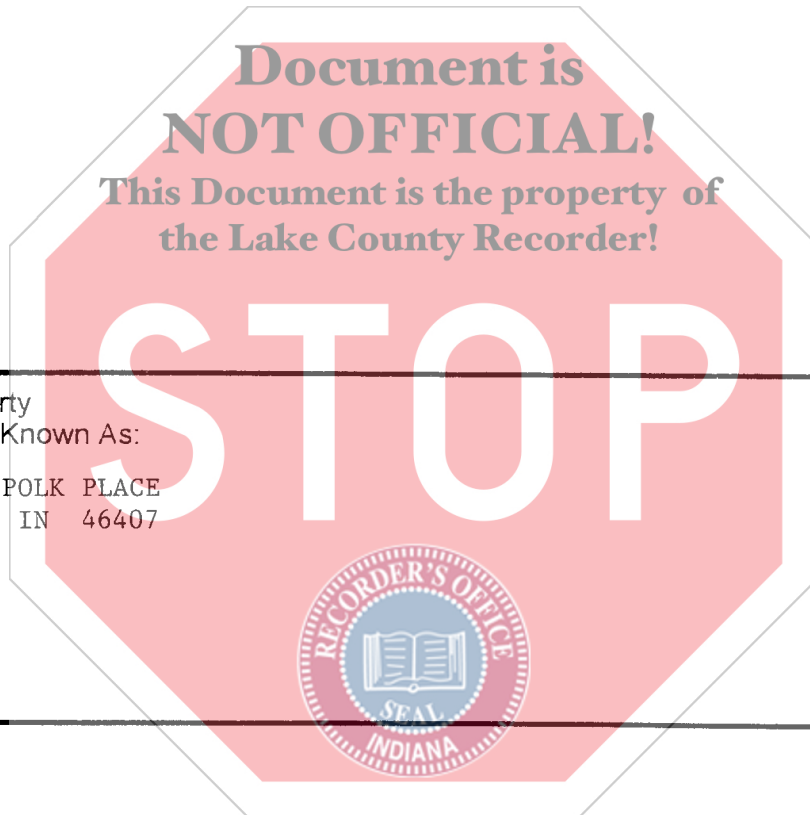 Document is
NOT OFFICIAL!
This Document is the property of
the Lake County Recorder!
STOP
rty
Known As:
POLK PLACE
IN 46407
RECORDER'S OFFICE
SEAL
INDIANA